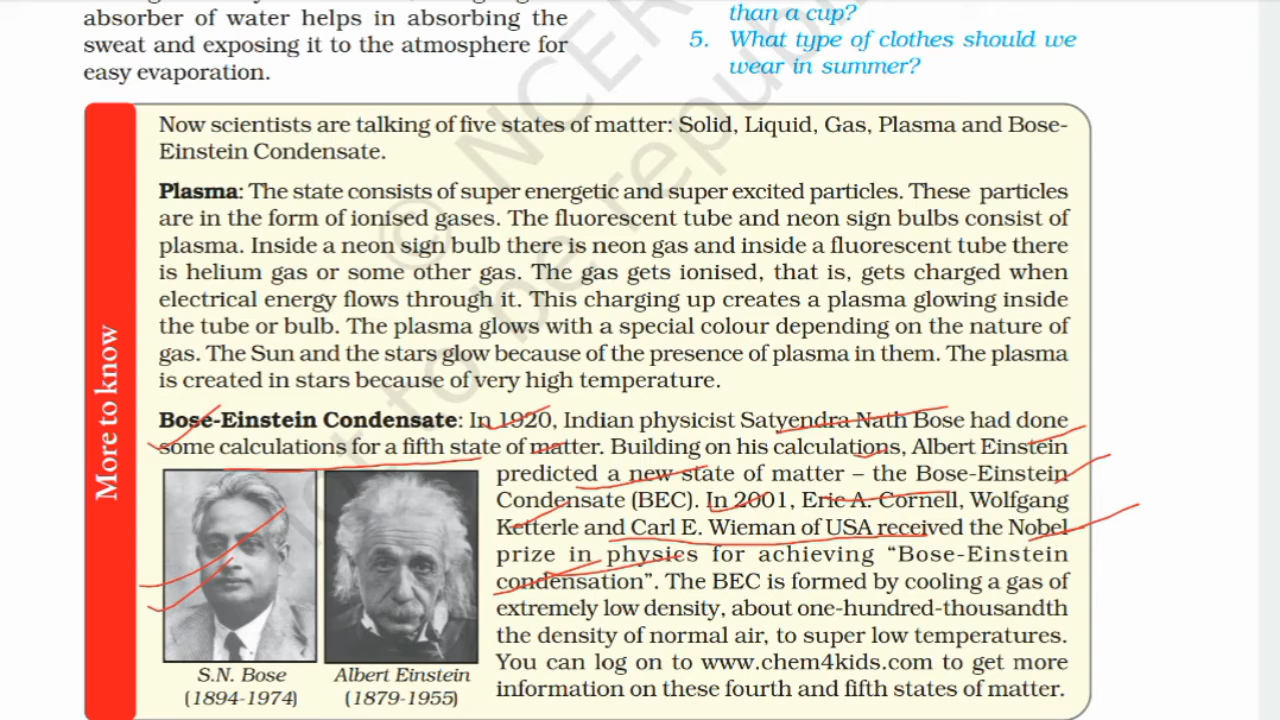 absorber of water helps in absorbing the
sweat and exposing it to the atmosphere for
easy evaporation.
than a cup?
5. What type of clothes should we
wear in summer?
More to know
Now scientists are talking of five states of matter: Solid, Liquid, Gas, Plasma and Bose-
Einstein Condensate.
Plasma: The state consists of super energetic and super excited particles. These particles
are in the form of ionised gases. The fluorescent tube and neon sign bulbs consist of
plasma. Inside a neon sign bulb there is neon gas and inside a fluorescent tube there
is helium gas or some other gas. The gas gets ionised, that is, gets charged when
electrical energy flows through it. This charging up creates a plasma glowing inside
the tube or bulb. The plasma glows with a special colour depending on the nature of
gas. The Sun and the stars glow because of the presence of plasma in them. The plasma
is created in stars because of very high temperature.
Bose-Einstein Condensate: In 1920, Indian physicist Satyendra Nath Bose had done
some calculations for a fifth state of matter. Building on his calculations, Albert Einstein
predicted a new state of matter – the Bose-Einstein
Condensate (BEC). In 2001, Eric A. Cornell, Wolfgang
Ketterle and Carl E. Wieman of USA received the Nobel
prize in physics for achieving “Bose-Einstein
condensation”. The BEC is formed by cooling a gas of
extremely low density, about one-hundred-thousandth
the density of normal air, to super low temperatures.
You can log on to www.chem4kids.com to get more
information on these fourth and fifth states of matter.
S.N. Bose
(1894-1974)
Albert Einstein
(1879-1955)